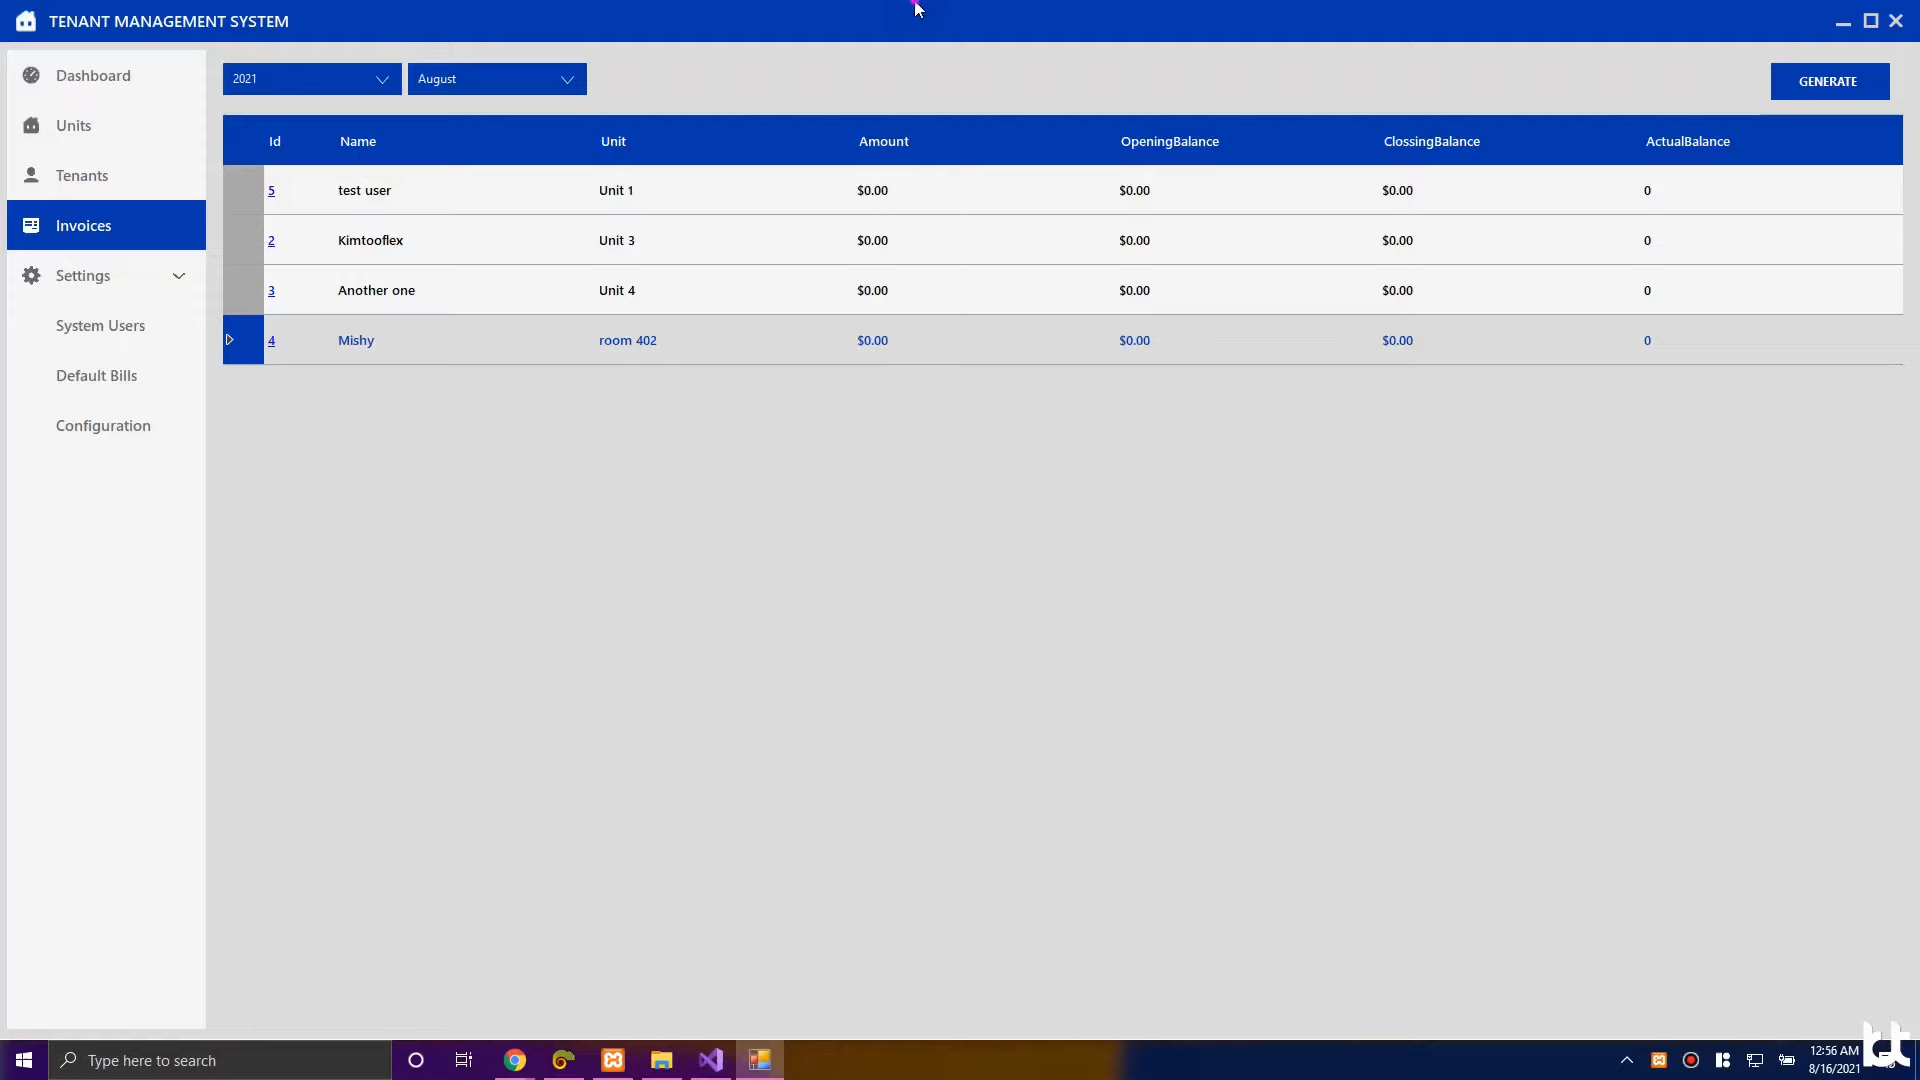 TENANT MANAGEMENT SYSTEM
Dashboard
Units
Tenants
Invoices
Settings
System Users
Default Bills
Configuration
2021 August GENERATE
Id Name Unit Amount OpeningBalance ClossingBalance ActualBalance
5 test user Unit 1 $0.00 $0.00 $0.00 0
2 Kimtooflex Unit 3 $0.00 $0.00 $0.00 0
3 Another one Unit 4 $0.00 $0.00 $0.00 0
4 Mishy room 402 $0.00 $0.00 $0.00 0
Type here to search
12:56 AM
8/16/2021